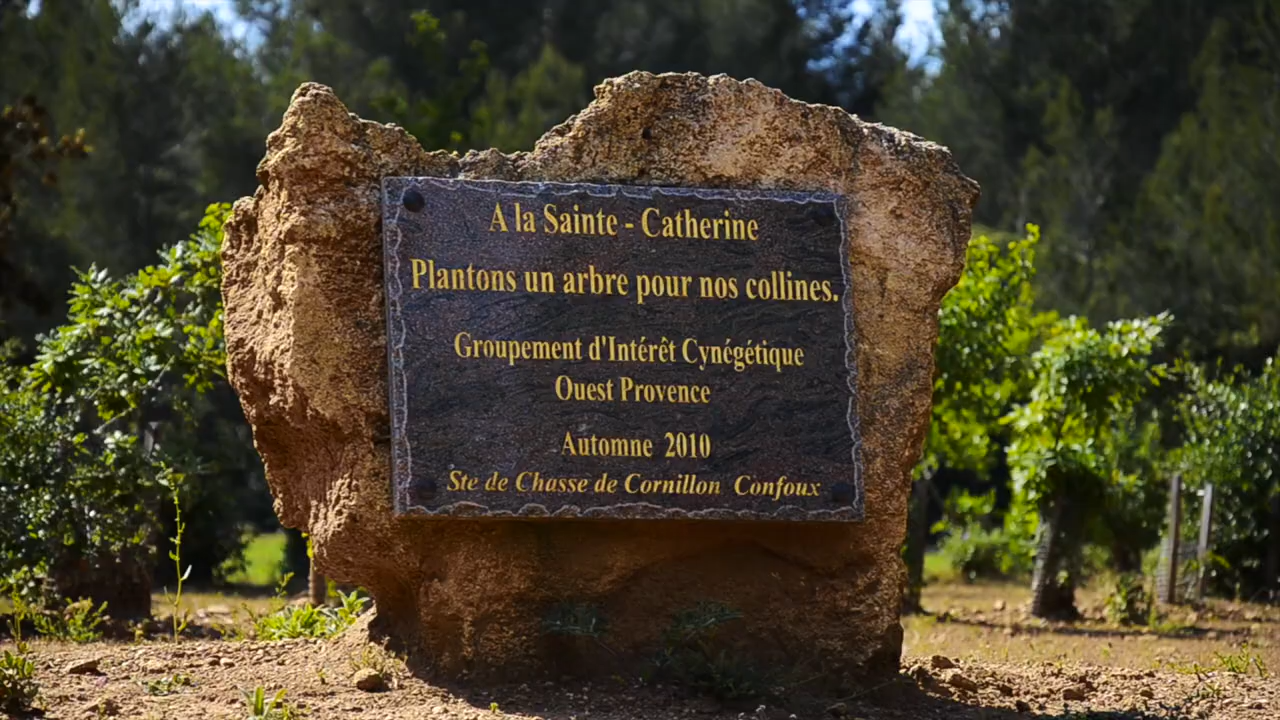 A la Sainte - Catherine
Plantons un arbre pour nos collines.
Groupement d'Intérêt Cynégétique
Ouest Provence
Automne 2010
Ste de Chasse de Cornillon Confoux